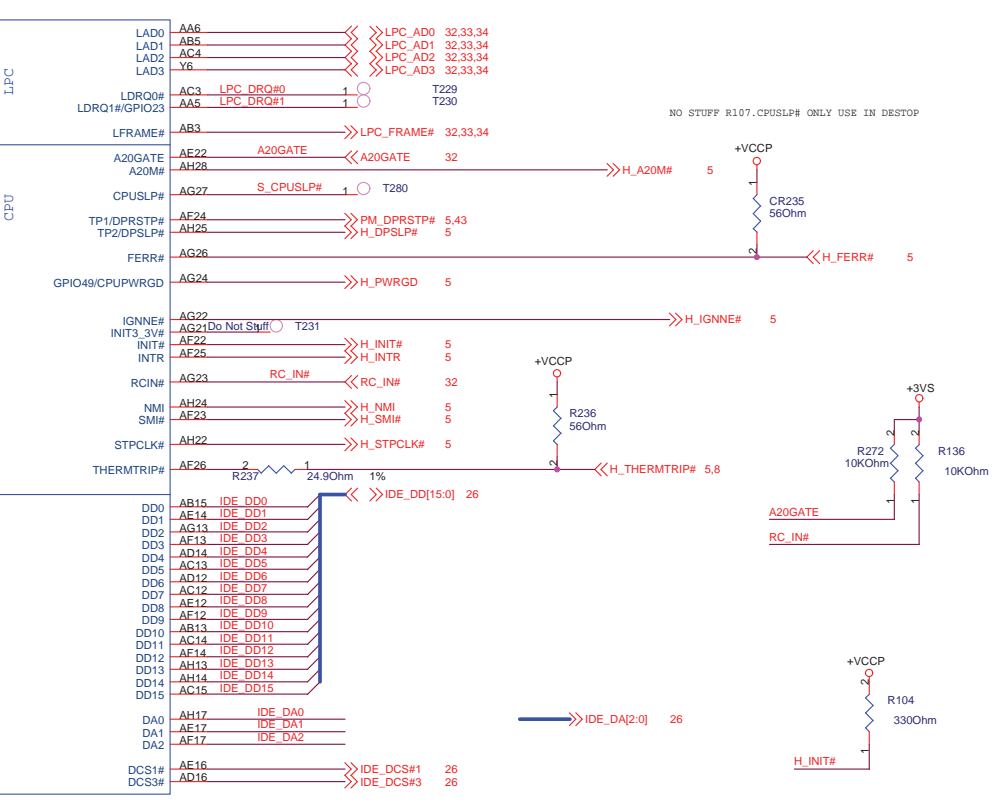 LPC
LAD0 AA6 LPC_AD0 32,33,34
LAD1 AB5 LPC_AD1 32,33,34
LAD2 AC4 LPC_AD2 32,33,34
LAD3 Y6 LPC_AD3 32,33,34
LDRQ0# AC3 LPC_DRQ#0 1 T229
LDRQ1#/GPIO23 AA5 LPC_DRQ#1 1 T230
NO STUFF R107.CPUSLP# ONLY USE IN DESTOP
LFRAME# AB3 LPC_FRAME# 32,33,34
CPU
A20GATE AE22 A20GATE A20GATE 32
A20M# AH28 H_A20M# 5
CPUSLP# AG27 S_CPUSLP# 1 T280
+VCCP
1
CR235
56Ohm
2
TP1/DPRSTP# AF24 PM_DPRSTP# 5,43
TP2/DPSLP# AH25 H_DPSLP# 5
FERR# AG26 H_FERR# 5
GPIO49/CPUPWRGD AG24 H_PWRGD 5
IGNNE# AG22 H_IGNNE# 5
INIT3_3V# AG21 Do Not Stuff 1 T231
INIT# AF22 H_INIT# 5
INTR AF25 H_INTR 5
RCIN# AG23 RC_IN# RC_IN# 32
+VCCP
1
R236
56Ohm
2
NMI AH24 H_NMI 5
SMI# AF23 H_SMI# 5
STPCLK# AH22 H_STPCLK# 5
THERMTRIP# AF26 2 1 H_THERMTRIP# 5,8
R237 24.9Ohm 1%
+3VS
2 2
R272 R136
10KOhm 10KOhm
1 1
A20GATE
RC_IN#
IDE_DD[15:0] 26
DD0 AB15 IDE_DD0
DD1 AE14 IDE_DD1
DD2 AG13 IDE_DD2
DD3 AF13 IDE_DD3
DD4 AD14 IDE_DD4
DD5 AC13 IDE_DD5
DD6 AD12 IDE_DD6
DD7 AC12 IDE_DD7
DD8 AE12 IDE_DD8
DD9 AF12 IDE_DD9
DD10 AB13 IDE_DD10
DD11 AC14 IDE_DD11
DD12 AF14 IDE_DD12
DD13 AH13 IDE_DD13
DD14 AH14 IDE_DD14
DD15 AC15 IDE_DD15
DA0 AH17 IDE_DA0
DA1 AE17 IDE_DA1
DA2 AF17 IDE_DA2
IDE_DA[2:0] 26
DCS1# AE16 IDE_DCS#1 26
DCS3# AD16 IDE_DCS#3 26
+VCCP
2
R104
330Ohm
1
H_INIT#